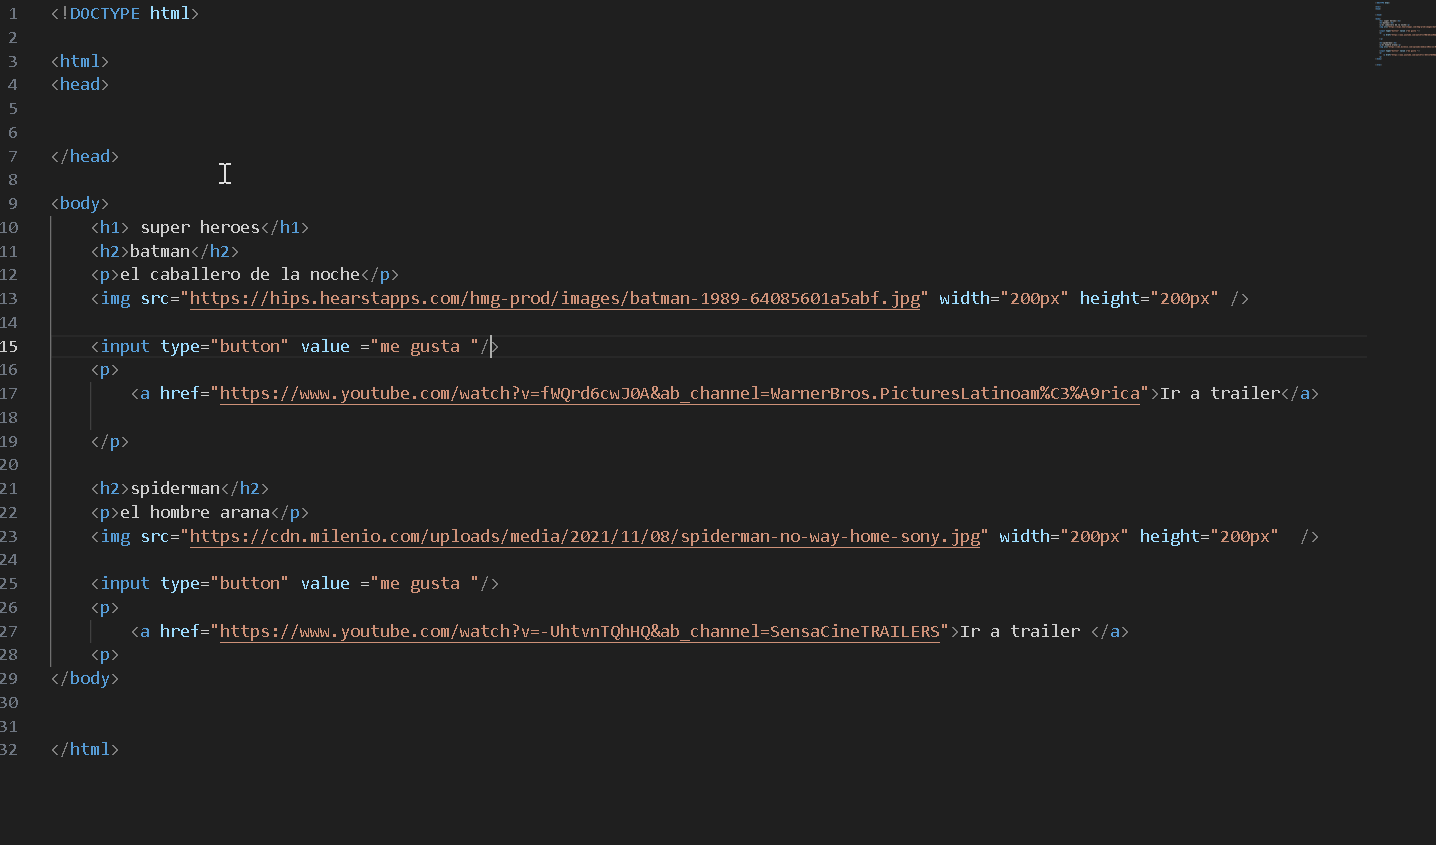 1 <!DOCTYPE html>
2
3 <html>
4 <head>
5
6
7 </head>
8
9 <body>
10 <h1> super heroes</h1>
11 <h2>batman</h2>
12 <p>el caballero de la noche</p>
13 <img src="https://hips.hearstapps.com/hmg-prod/images/batman-1989-64085601a5abf.jpg" width="200px" height="200px" />
14
15 <input type="button" value ="me gusta "/>
16 <p>
17 <a href="https://www.youtube.com/watch?v=fWQrd6cwJ0A&ab_channel=WarnerBros.PicturesLatinoam%C3%A9rica">Ir a trailer</a>
18
19 </p>
20
21 <h2>spiderman</h2>
22 <p>el hombre arana</p>
23 <img src="https://cdn.milenio.com/uploads/media/2021/11/08/spiderman-no-way-home-sony.jpg" width="200px" height="200px"  />
24
25 <input type="button" value ="me gusta "/>
26 <p>
27 <a href="https://www.youtube.com/watch?v=-UhtvnTQhHQ&ab_channel=SensaCineTRAILERS">Ir a trailer </a>
28 <p>
29 </body>
30
31
32 </html>